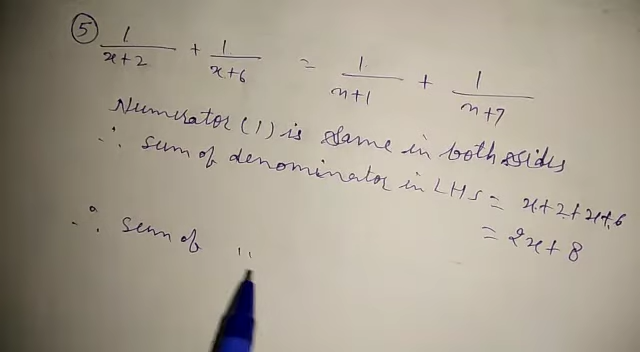 ⑤ 1/(x+2) + 1/(x+6) = 1/(x+1) + 1/(x+7)
Numerator (1) is same in both sides
∴ sum of denominator in LHS = x+2+x+6
= 2x+8
∴ sum of "